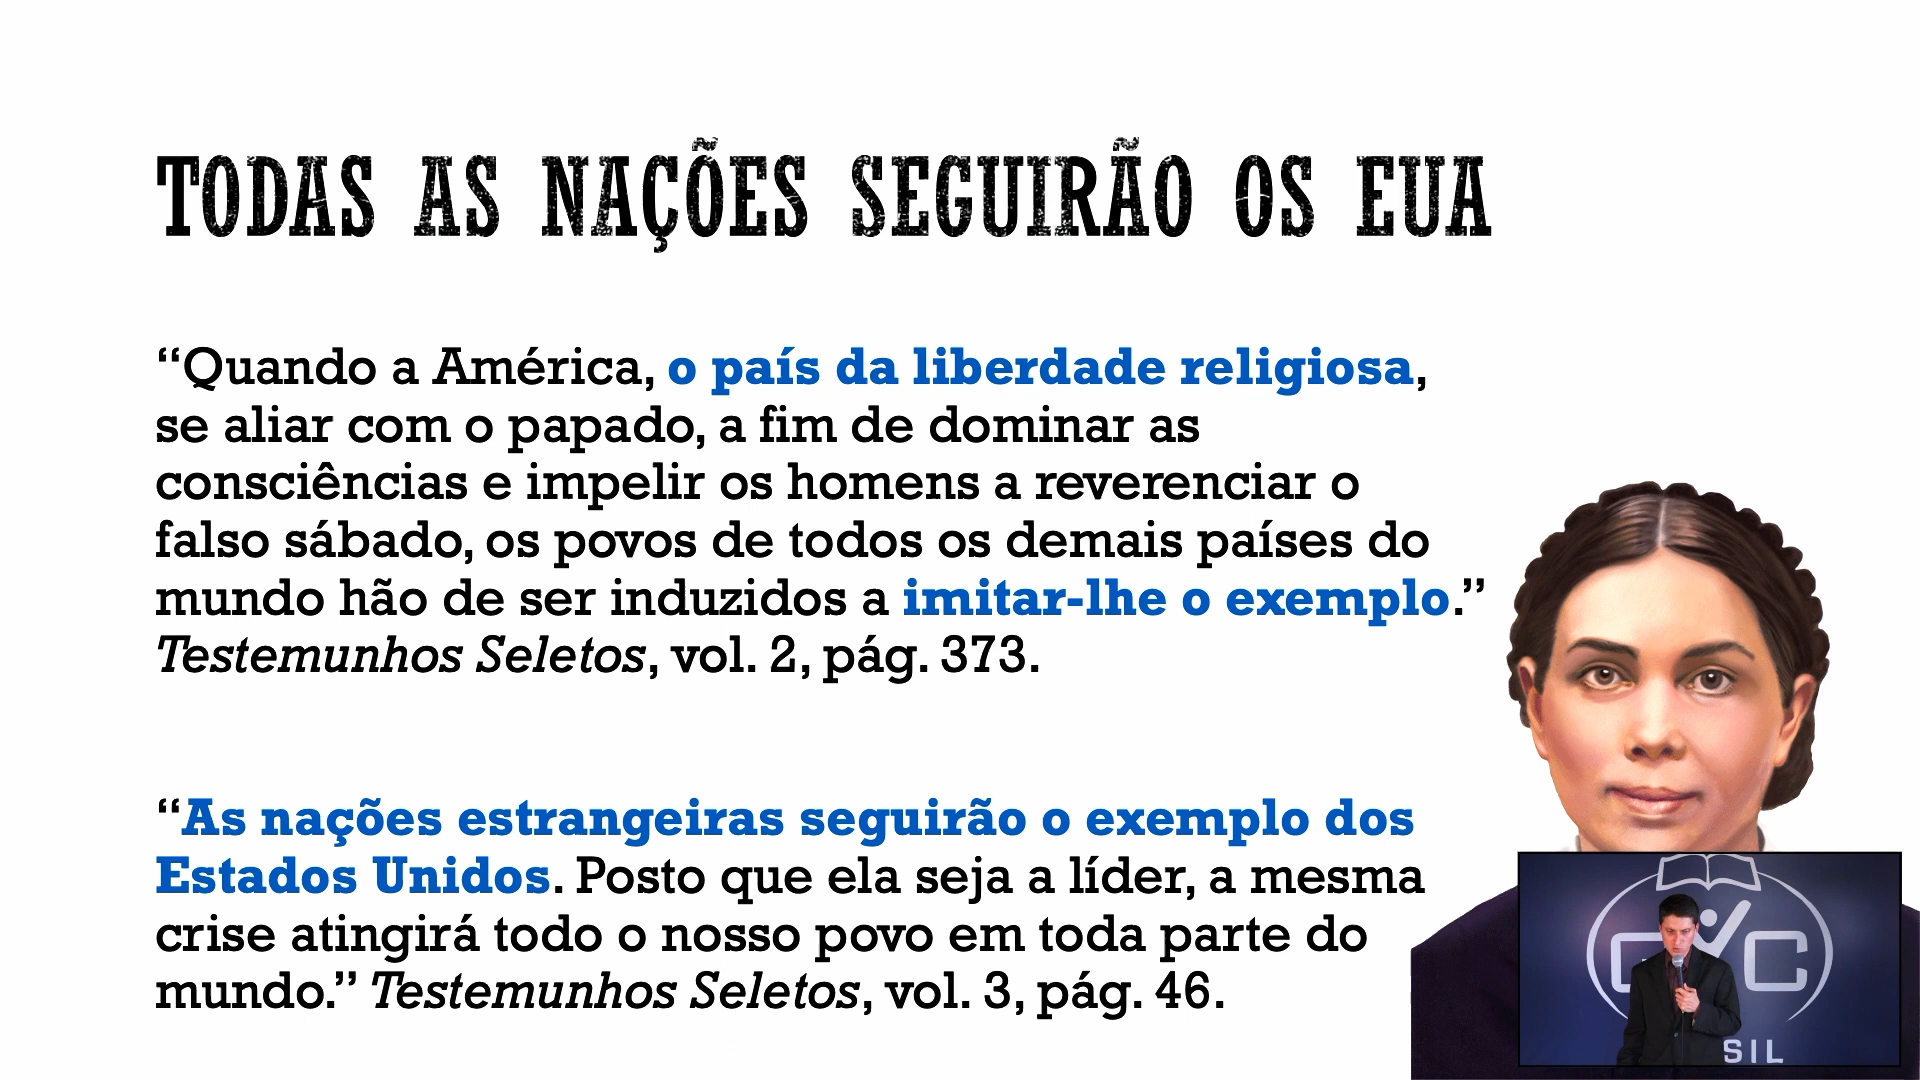 TODAS AS NAÇÕES SEGUIRÃO OS EUA
“Quando a América, o país da liberdade religiosa,
se aliar com o papado, a fim de dominar as
consciências e impelir os homens a reverenciar o
falso sábado, os povos de todos os demais países do
mundo hão de ser induzidos a imitar-lhe o exemplo.”
Testemunhos Seletos, vol. 2, pág. 373.
“As nações estrangeiras seguirão o exemplo dos
Estados Unidos. Posto que ela seja a líder, a mesma
crise atingirá todo o nosso povo em toda parte do
mundo.” Testemunhos Seletos, vol. 3, pág. 46.
SIL